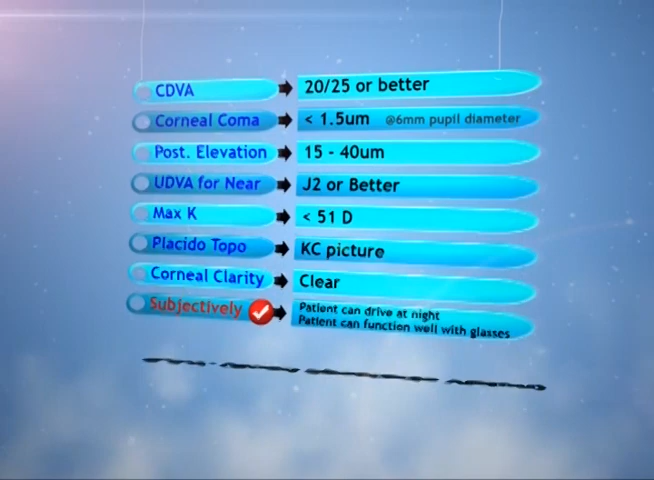 CDVA 20/25 or better
Corneal Coma < 1.5um @6mm pupil diameter
Post. Elevation 15 - 40um
UDVA for Near J2 or Better
Max K < 51 D
Placido Topo KC picture
Corneal Clarity Clear
Subjectively Patient can drive at night
Patient can function well with glasses